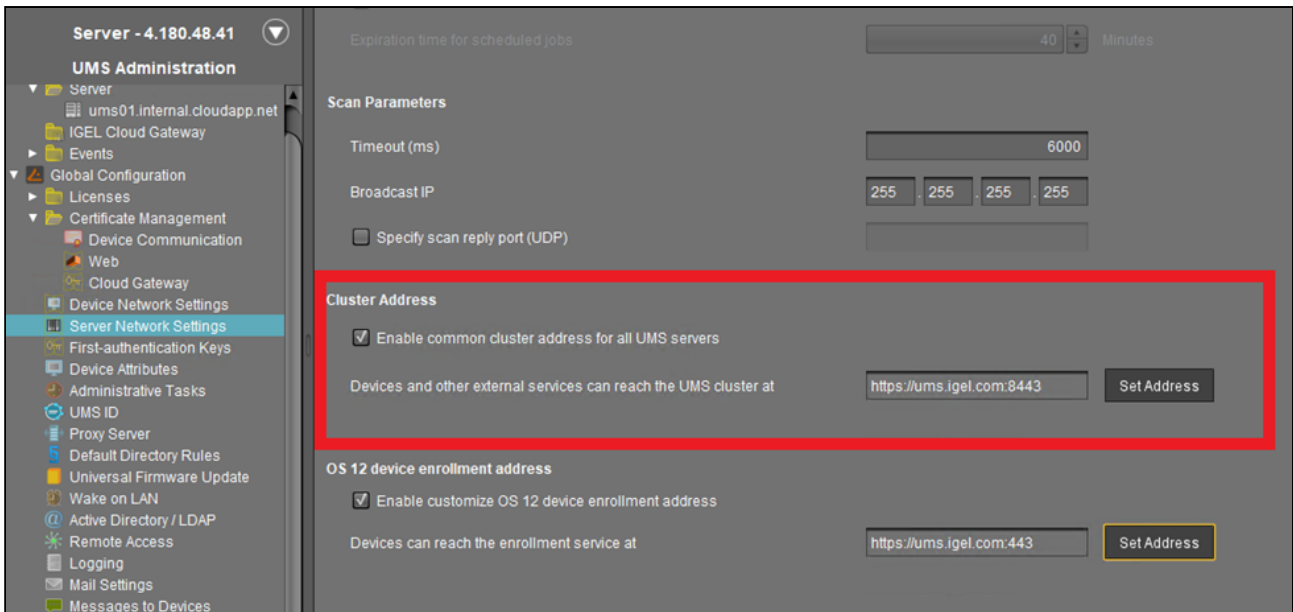 Server - 4.180.48.41
UMS Administration
Server
ums01.internal.cloudapp.net
IGEL Cloud Gateway
Events
Global Configuration
Licenses
Certificate Management
Device Communication
Web
Cloud Gateway
Device Network Settings
Server Network Settings
First-authentication Keys
Device Attributes
Administrative Tasks
UMS ID
Proxy Server
Default Directory Rules
Universal Firmware Update
Wake on LAN
Active Directory / LDAP
Remote Access
Logging
Mail Settings
Messages to Devices
Expiration time for scheduled jobs 40 Minutes
Scan Parameters
Timeout (ms) 6000
Broadcast IP 255 . 255 . 255 . 255
Specify scan reply port (UDP)
Cluster Address
Enable common cluster address for all UMS servers
Devices and other external services can reach the UMS cluster at https://ums.igel.com:8443 Set Address
OS 12 device enrollment address
Enable customize OS 12 device enrollment address
Devices can reach the enrollment service at https://ums.igel.com:443 Set Address